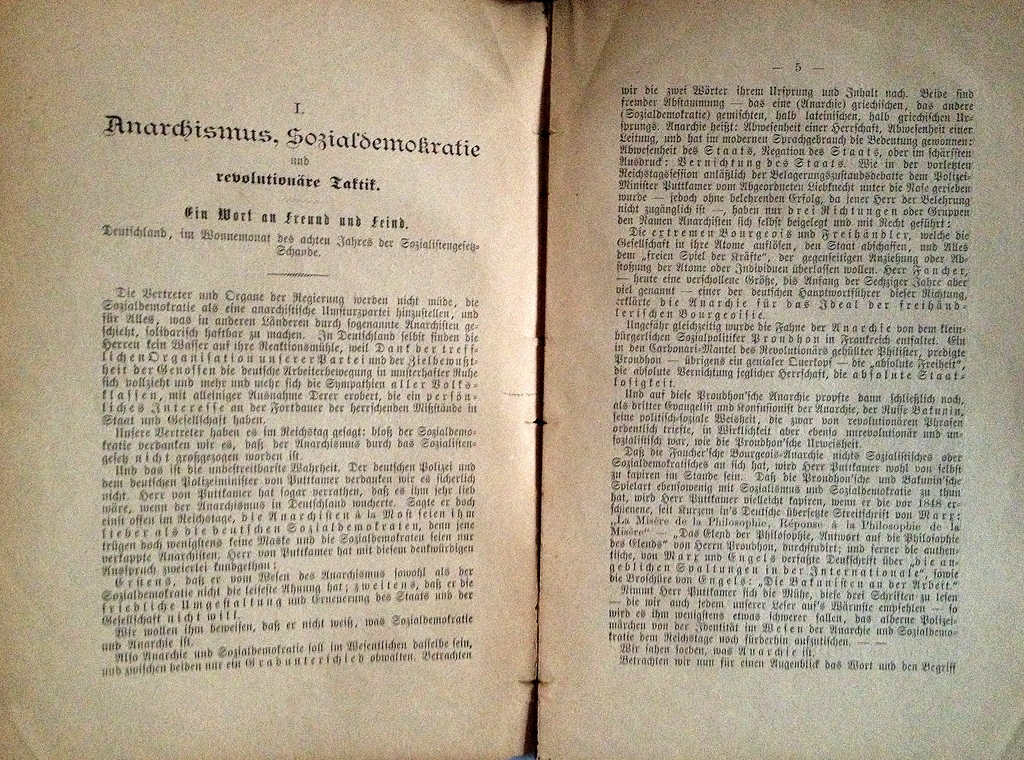 I.
Anarchismus, Sozialdemokratie
und
revolutionäre Taktik.
Ein Wort an Freund und Feind.
Deutschland, im Wonnemonat des achten Jahres der Sozialistengesetz-
Schande.
Die Vertreter und Organe der Regierung werden nicht müde, die
Sozialdemokratie als eine anarchistische Umsturzpartei hinzustellen, und
für Alles, was in anderen Länderen durch sogenannte Anarchisten ge-
schieht, solidarisch haftbar zu machen. In Deutschland selbst finden die
Herren kein Wasser auf ihre Reaktionsmühle, weil Dank der treff-
lichen Organisation unserer Partei und der Zielbewußt-
heit der Genossen die deutsche Arbeiterbewegung in musterhafter Ruhe
sich vollzieht und mehr und mehr sich die Sympathien aller Volks-
klassen, mit alleiniger Ausnahme Derer erobert, die ein persön-
liches Interesse an der Fortdauer der herrschenden Mißstände in
Staat und Gesellschaft haben.
Unsere Vertreter haben es im Reichstag gesagt: bloß der Sozialdemo-
kratie verdanken wir es, daß der Anarchismus durch das Sozialisten-
gesetz nicht großgezogen worden ist.
Und das ist die unbestreitbare Wahrheit. Der deutschen Polizei und
dem deutschen Polizeiminister von Puttkamer verdanken wir es sicherlich
nicht. Herr von Puttkamer hat sogar verrathen, daß es ihm sehr lieb
wäre, wenn der Anarchismus in Deutschland wucherte. Sagte er doch
einst offen im Reichstage, die Anarchisten à la Most seien ihm
lieber als die deutschen Sozialdemokraten, denn jene
trügen doch wenigstens keine Maske und die Sozialdemokraten seien nur
verkappte Anarchisten. Herr von Puttkamer hat mit diesem denkwürdigen
Ausspruch zweierlei kundgethan:
Erstens, daß er vom Wesen des Anarchismus sowohl als der
Sozialdemokratie nicht die leiseste Ahnung hat; zweitens, daß er die
friedliche Umgestaltung und Erneuerung des Staats und der
Gesellschaft nicht will.
Wir wollen ihm beweisen, daß er nicht weiß, was Sozialdemokratie
und Anarchie ist.
Also Anarchie und Sozialdemokratie soll im Wesentlichen dasselbe sein,
und zwischen beiden nur ein Gradunterschied obwalten. Betrachten
— 5 —
wir die zwei Wörter ihrem Ursprung und Inhalt nach. Beide sind
fremder Abstammung — das eine (Anarchie) griechischen, das andere
(Sozialdemokratie) gemischten, halb lateinischen, halb griechischen Ur-
sprungs. Anarchie heißt: Abwesenheit einer Herrschaft, Abwesenheit einer
Leitung, und hat im modernen Sprachgebrauch die Bedeutung gewonnen:
Abwesenheit des Staats, Negation des Staats, oder im schärfsten
Ausdruck: Vernichtung des Staats. Wie in der vorletzten
Reichstagssession anläßlich der Belagerungszustandsdebatte dem Polizei-
Minister Puttkamer vom Abgeordneten Liebknecht unter die Nase gerieben
wurde — jedoch ohne belehrenden Erfolg, da jener Herr der Belehrung
nicht zugänglich ist —, haben nur drei Richtungen oder Gruppen
den Namen Anarchisten sich selbst beigelegt und mit Recht geführt:
Die extremen Bourgeois und Freihändler, welche die
Gesellschaft in ihre Atome auflösen, den Staat abschaffen, und Alles
dem „freien Spiel der Kräfte“, der gegenseitigen Anziehung oder Ab-
stoßung der Atome oder Individuen überlassen wollen. Herr Faucher,
— heute eine verschollene Größe, bis Anfang der Sechziger Jahre aber
viel genannt — einer der deutschen Hauptwortführer dieser Richtung,
erklärte die Anarchie für das Ideal der freihänd-
lerischen Bourgeoisie.
Ungefähr gleichzeitig wurde die Fahne der Anarchie von dem klein-
bürgerlichen Sozialpolitiker Proudhon in Frankreich entfaltet. Ein
in den Carbonari-Mantel des Revolutionärs gehüllter Philister, predigte
Proudhon — übrigens ein genialer Querkopf — die „absolute Freiheit“,
die absolute Vernichtung jeglicher Herrschaft, die absolute Staat-
losigkeit.
Und auf diese Proudhon'sche Anarchie propfte dann schließlich noch,
als dritter Evangelist und Konfusionist der Anarchie, der Russe Bakunin,
seine politisch-soziale Weisheit, die zwar von revolutionären Phrasen
ordentlich triefte, in Wirklichkeit aber ebenso unrevolutionär und un-
sozialistisch war, wie die Proudhon'sche Urweisheit.
Daß die Faucher'sche Bourgeois-Anarchie nichts Sozialistisches oder
Sozialdemokratisches an sich hat, wird Herr Puttkamer wohl von selbst
zu kapiren im Stande sein. Daß die Proudhon'sche und Bakunin'sche
Spielart ebensowenig mit Sozialismus und Sozialdemokratie zu thun
hat, wird Herr Puttkamer vielleicht kapiren, wenn er die vor 1848 er-
schienene, seit Kurzem in's Deutsche übersetzte Streitschrift von Marx:
„La Misère de la Philosophie, Réponse à la Philosophie de la
Misère“ — „Das Elend der Philosophie, Antwort auf die Philosophie
des Elends“ von Herrn Proudhon, durchstudirt; und ferner die authen-
tische, von Marx und Engels verfaßte Denkschrift über „die an-
geblichen Spaltungen in der Internationale“, sowie
die Broschüre von Engels: „Die Bakunisten an der Arbeit.“
Nimmt Herr Puttkamer sich die Mühe, diese drei Schriften zu lesen
— die wir auch jedem unserer Leser auf's Wärmste empfehlen — so
wird es ihm wenigstens etwas schwerer fallen, das alberne Polizei-
märchen von der Identität im Wesen der Anarchie und Sozialdemo-
kratie dem Reichstage noch fürderhin aufzutischen.
Wir sahen soeben, was Anarchie ist.
Betrachten wir nun für einen Augenblick das Wort und den Begriff